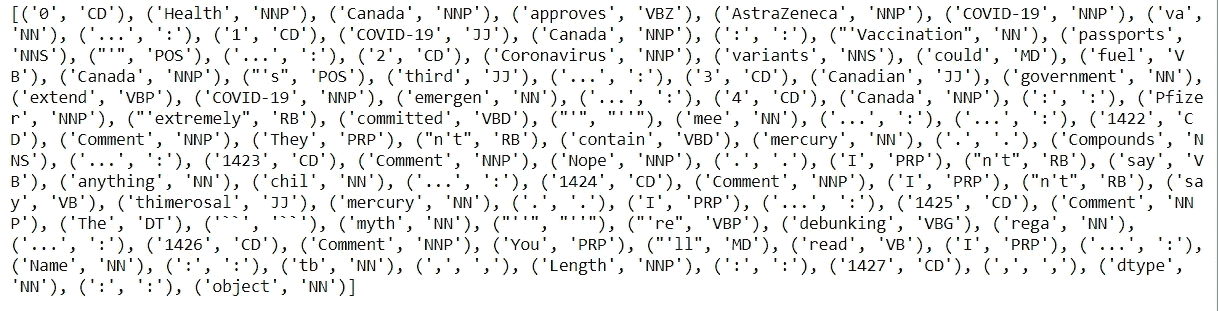 [('0', 'CD'), ('Health', 'NNP'), ('Canada', 'NNP'), ('approves', 'VBZ'), ('AstraZeneca', 'NNP'), ('COVID-19', 'NNP'), ('va',
'NN'), ('...', ':'), ('1', 'CD'), ('COVID-19', 'JJ'), ('Canada', 'NNP'), (':', ':'), ("'Vaccination", 'NN'), ('passports',
'NNS'), ("'", 'POS'), ('...', ':'), ('2', 'CD'), ('Coronavirus', 'NNP'), ('variants', 'NNS'), ('could', 'MD'), ('fuel', 'V
B'), ('Canada', 'NNP'), ("'s", 'POS'), ('third', 'JJ'), ('...', ':'), ('3', 'CD'), ('Canadian', 'JJ'), ('government', 'NN'),
('extend', 'VBP'), ('COVID-19', 'NNP'), ('emergen', 'NN'), ('...', ':'), ('4', 'CD'), ('Canada', 'NNP'), (':', ':'), ('Pfize
r', 'NNP'), ("'extremely", 'RB'), ('committed', 'VBD'), ("'", "''"), ('mee', 'NN'), ('...', ':'), ('...', ':'), ('1422', 'C
D'), ('Comment', 'NNP'), ('They', 'PRP'), ("n't", 'RB'), ('contain', 'VBD'), ('mercury', 'NN'), ('.', '.'), ('Compounds', 'N
NS'), ('...', ':'), ('1423', 'CD'), ('Comment', 'NNP'), ('Nope', 'NNP'), ('.', '.'), ('I', 'PRP'), ("n't", 'RB'), ('say', 'V
B'), ('anything', 'NN'), ('chil', 'NN'), ('...', ':'), ('1424', 'CD'), ('Comment', 'NNP'), ('I', 'PRP'), ("n't", 'RB'), ('sa
y', 'VB'), ('thimerosal', 'JJ'), ('mercury', 'NN'), ('.', '.'), ('I', 'PRP'), ('...', ':'), ('1425', 'CD'), ('Comment', 'NN
P'), ('The', 'DT'), ('``', '``'), ('myth', 'NN'), ("''", "''"), ("'re", 'VBP'), ('debunking', 'VBG'), ('rega', 'NN'),
('...', ':'), ('1426', 'CD'), ('Comment', 'NNP'), ('You', 'PRP'), ("'ll", 'MD'), ('read', 'VB'), ('I', 'PRP'), ('...', ':'),
('Name', 'NN'), (':', ':'), ('tb', 'NN'), (',', ','), ('Length', 'NNP'), (':', ':'), ('1427', 'CD'), (',', ','), ('dtype',
'NN'), (':', ':'), ('object', 'NN')]